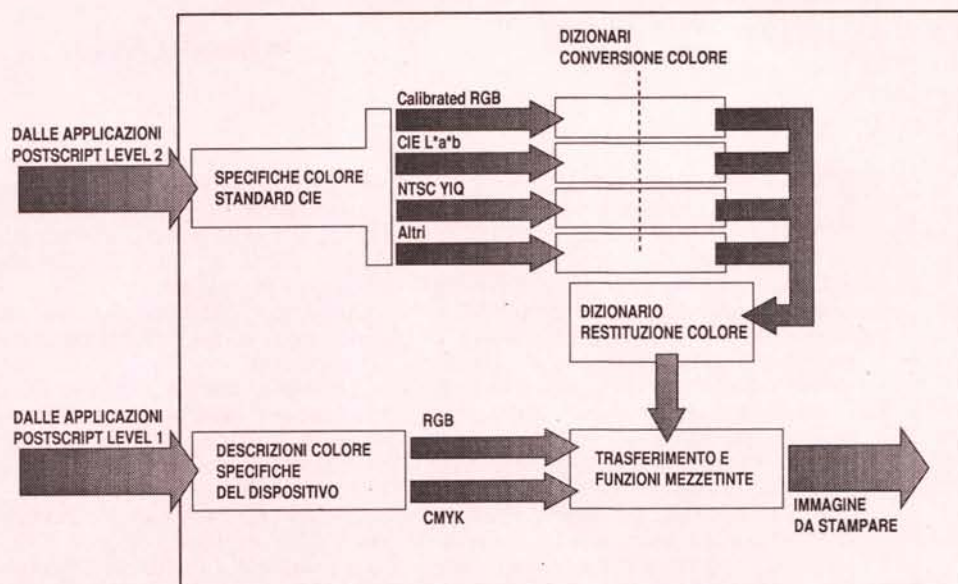 DIZIONARI
CONVERSIONE COLORE
Calibrated RGB
DALLE APPLICAZIONI
POSTSCRIPT LEVEL 2
CIE L*a*b
SPECIFICHE COLORE
STANDARD CIE
NTSC YIQ
Altri
DIZIONARIO
RESTITUZIONE COLORE
DALLE APPLICAZIONI
POSTSCRIPT LEVEL 1
RGB
DESCRIZIONI COLORE
SPECIFICHE
DEL DISPOSITIVO
TRASFERIMENTO E
FUNZIONI MEZZETINTE
CMYK
IMMAGINE
DA STAMPARE